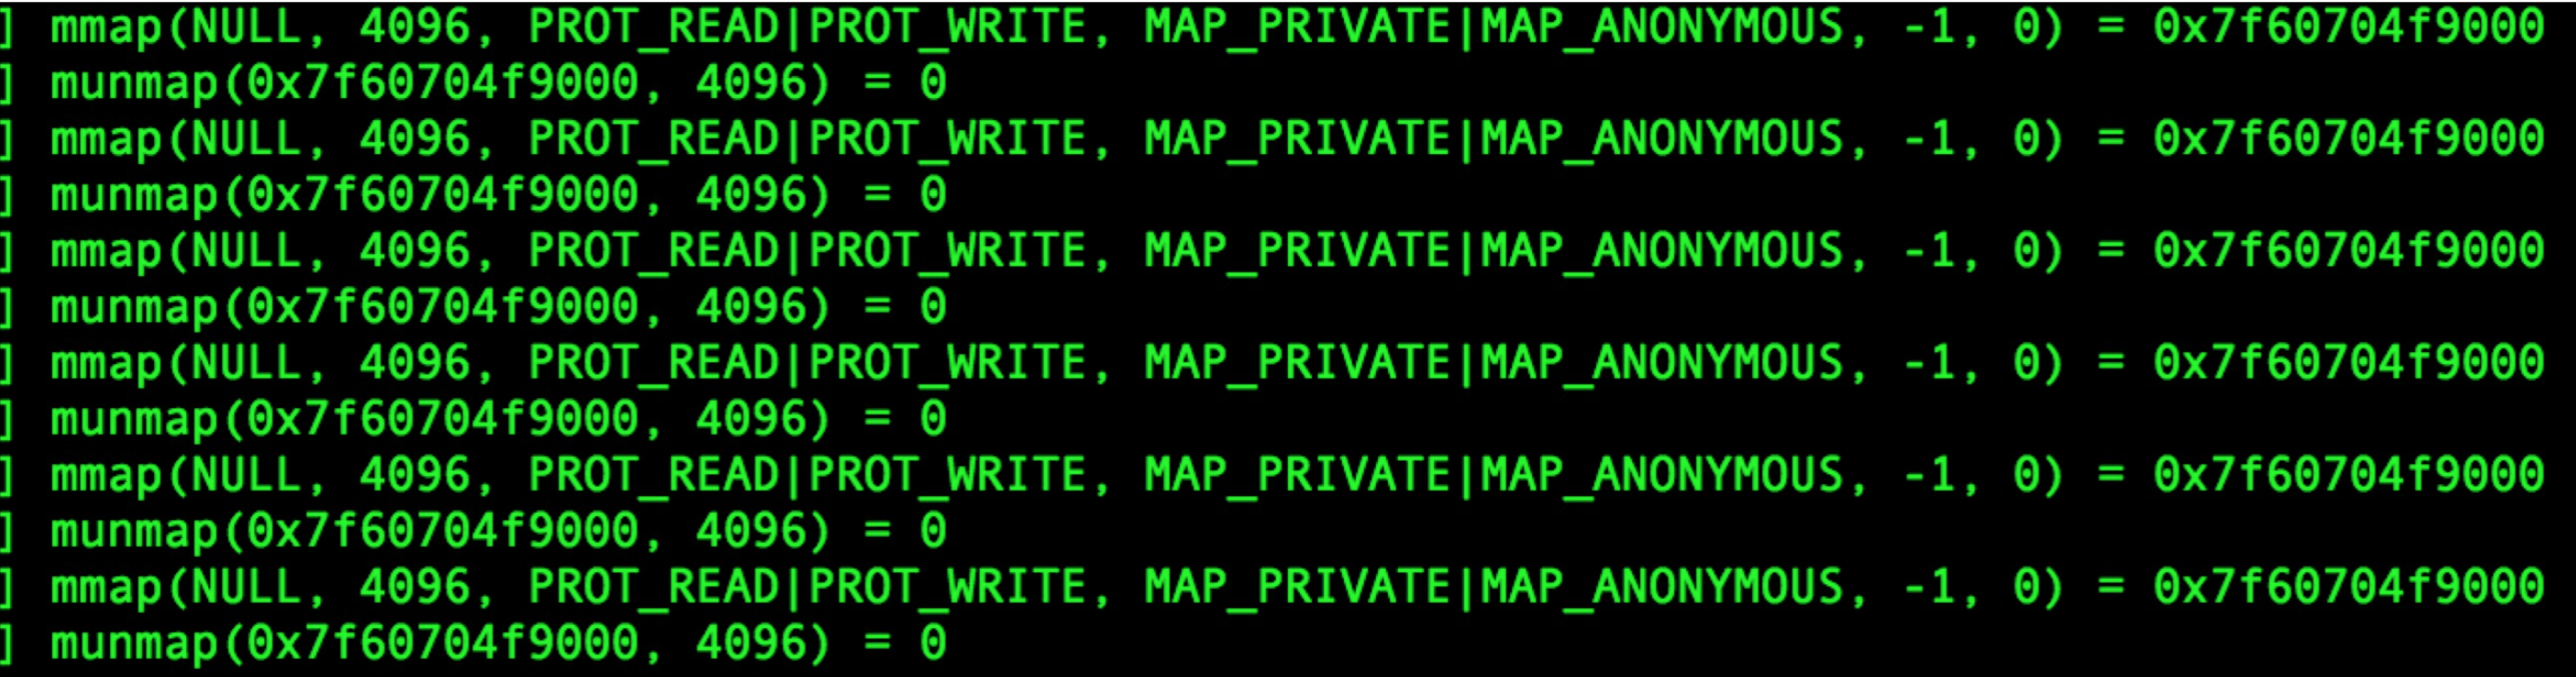 ] mmap(NULL, 4096, PROT_READ|PROT_WRITE, MAP_PRIVATE|MAP_ANONYMOUS, -1, 0) = 0x7f60704f9000
] munmap(0x7f60704f9000, 4096) = 0
] mmap(NULL, 4096, PROT_READ|PROT_WRITE, MAP_PRIVATE|MAP_ANONYMOUS, -1, 0) = 0x7f60704f9000
] munmap(0x7f60704f9000, 4096) = 0
] mmap(NULL, 4096, PROT_READ|PROT_WRITE, MAP_PRIVATE|MAP_ANONYMOUS, -1, 0) = 0x7f60704f9000
] munmap(0x7f60704f9000, 4096) = 0
] mmap(NULL, 4096, PROT_READ|PROT_WRITE, MAP_PRIVATE|MAP_ANONYMOUS, -1, 0) = 0x7f60704f9000
] munmap(0x7f60704f9000, 4096) = 0
] mmap(NULL, 4096, PROT_READ|PROT_WRITE, MAP_PRIVATE|MAP_ANONYMOUS, -1, 0) = 0x7f60704f9000
] munmap(0x7f60704f9000, 4096) = 0
] mmap(NULL, 4096, PROT_READ|PROT_WRITE, MAP_PRIVATE|MAP_ANONYMOUS, -1, 0) = 0x7f60704f9000
] munmap(0x7f60704f9000, 4096) = 0